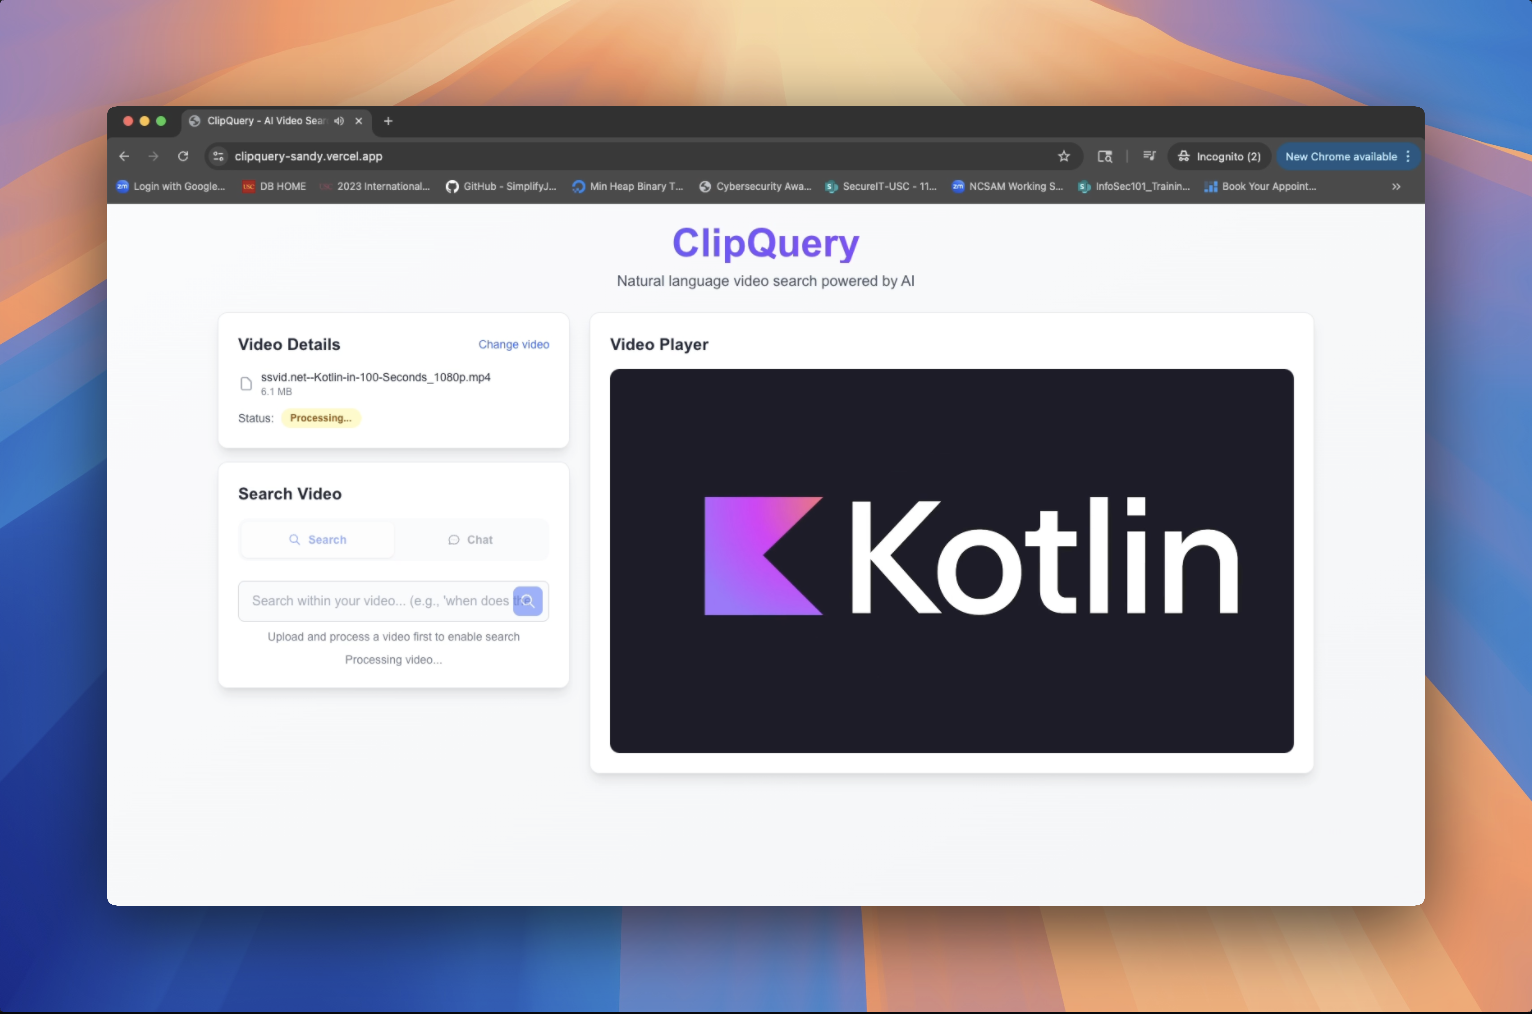 ClipQuery - AI Video Sear
clipquery-sandy.vercel.app
Incognito (2)
New Chrome available
Login with Google...
DB HOME
2023 International...
GitHub - SimplifyJ...
Min Heap Binary T...
Cybersecurity Awa...
SecureIT-USC - 11...
NCSAM Working S...
InfoSec101_Trainin...
Book Your Appoint...
ClipQuery
Natural language video search powered by AI
Video Details
Change video
ssvid.net--Kotlin-in-100-Seconds_1080p.mp4
6.1 MB
Status: Processing...
Search Video
Search
Chat
Search within your video... (e.g., 'when does
Upload and process a video first to enable search
Processing video...
Video Player
Kotlin